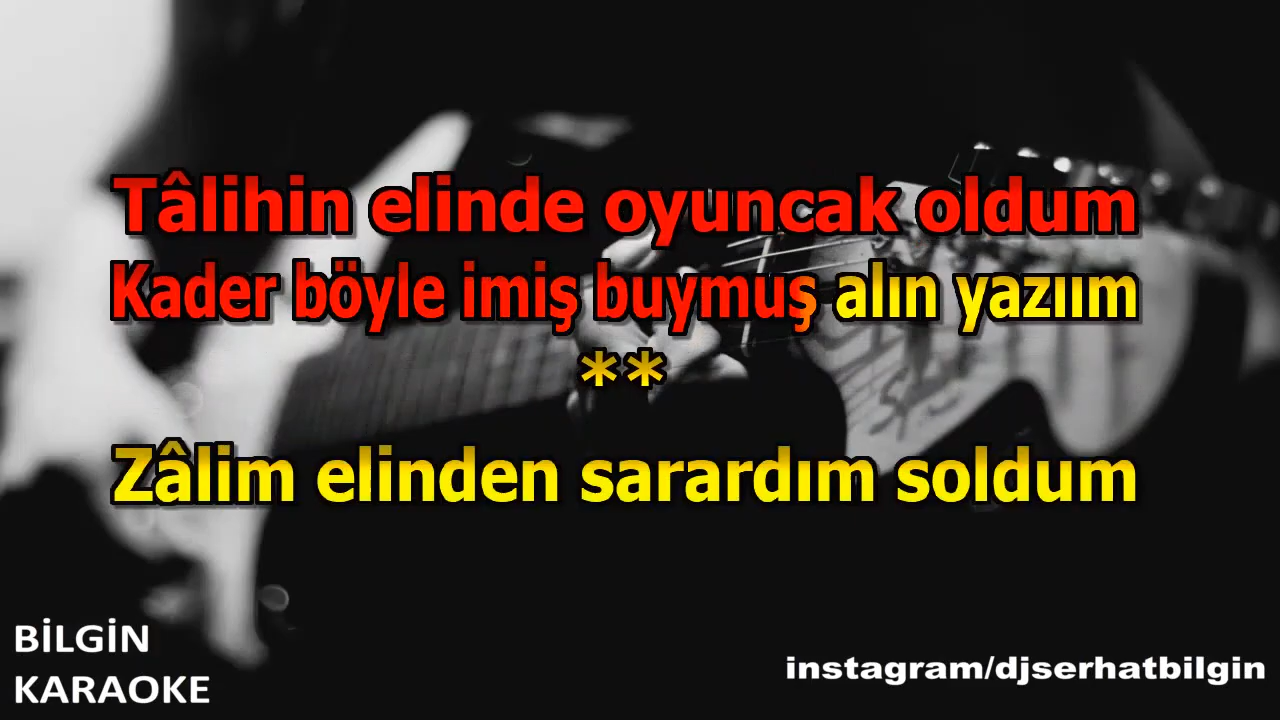 Tâlihin elinde oyuncak oldum
Kader böyle imiş buymuş alın yazıım
**
Zâlim elinden sarardım soldum
BİLGİN
KARAOKE
instagram/djserhatbilgin